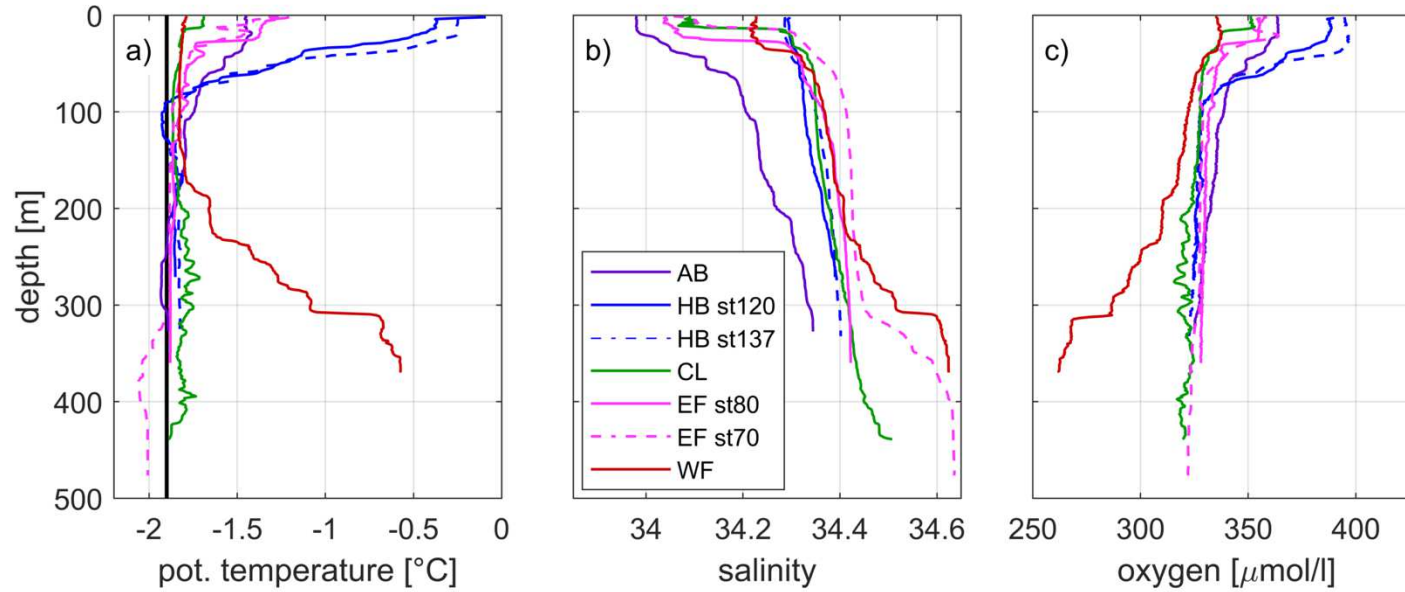 a)
b)
c)
0
100
200
300
400
500
depth [m]
AB
HB st120
HB st137
CL
EF st80
EF st70
WF
-2 -1.5 -1 -0.5 0
34 34.2 34.4 34.6
250 300 350 400
pot. temperature [°C]
salinity
oxygen [μmol/l]